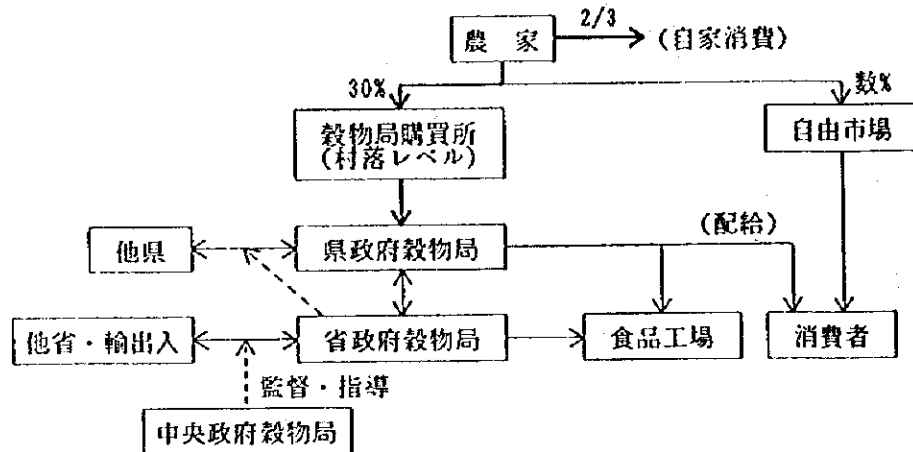 2/3
農 家
(自家消費)
30%
数%
穀物局購買所
(村落レベル)
自由市場
(配給)
他県
県政府穀物局
他省・輸出入
省政府穀物局
食品工場
消費者
監督・指導
中央政府穀物局